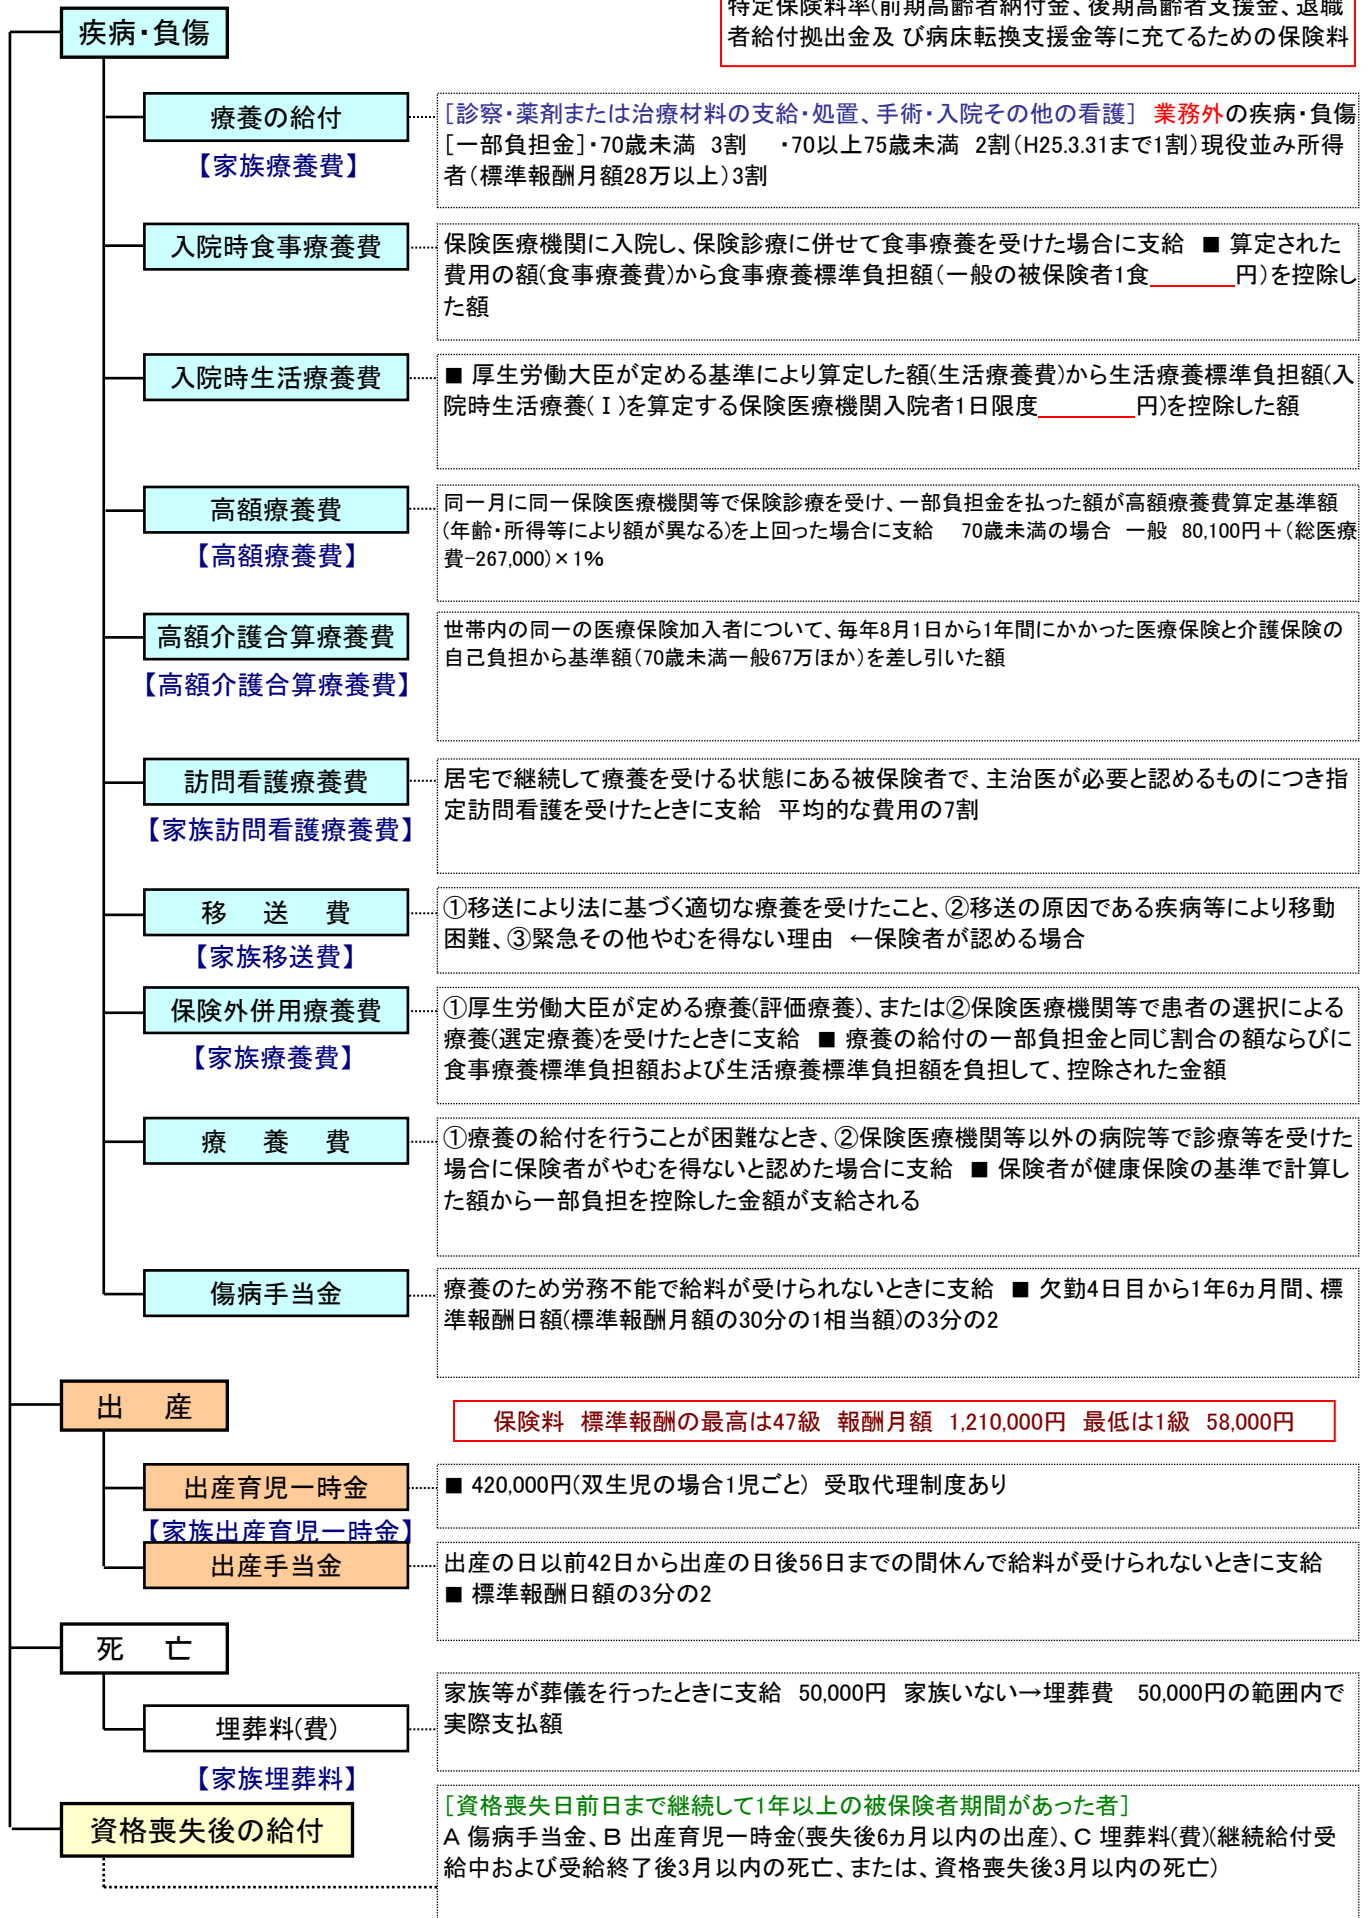 特定保険料率(前期高齢者納付金、後期高齢者支援金、退職
者給付拠出金及 び病床転換支援金等に充てるための保険料
疾病・負傷
療養の給付
【家族療養費】
[診察・薬剤または治療材料の支給・処置、手術・入院その他の看護] 業務外の疾病・負傷
[一部負担金]・70歳未満 3割 ・70以上75歳未満 2割(H25.3.31まで1割)現役並み所得
者(標準報酬月額28万以上)3割
入院時食事療養費
保険医療機関に入院し、保険診療に併せて食事療養を受けた場合に支給 ■ 算定された
費用の額(食事療養費)から食事療養標準負担額(一般の被保険者1食______円)を控除し
た額
入院時生活療養費
■ 厚生労働大臣が定める基準により算定した額(生活療養費)から生活療養標準負担額(入
院時生活療養(Ⅰ)を算定する保険医療機関入院者1日限度_______円)を控除した額
高額療養費
【高額療養費】
同一月に同一保険医療機関等で保険診療を受け、一部負担金を払った額が高額療養費算定基準額
(年齢・所得等により額が異なる)を上回った場合に支給 70歳未満の場合 一般 80,100円+(総医療
費-267,000)×1%
高額介護合算療養費
【高額介護合算療養費】
世帯内の同一の医療保険加入者について、毎年8月1日から1年間にかかった医療保険と介護保険の
自己負担から基準額(70歳未満一般67万ほか)を差し引いた額
訪問看護療養費
【家族訪問看護療養費】
居宅で継続して療養を受ける状態にある被保険者で、主治医が必要と認めるものにつき指
定訪問看護を受けたときに支給 平均的な費用の7割
移 送 費
【家族移送費】
①移送により法に基づく適切な療養を受けたこと、②移送の原因である疾病等により移動
困難、③緊急その他やむを得ない理由 ←保険者が認める場合
保険外併用療養費
【家族療養費】
①厚生労働大臣が定める療養(評価療養)、または②保険医療機関等で患者の選択による
療養(選定療養)を受けたときに支給 ■ 療養の給付の一部負担金と同じ割合の額ならびに
食事療養標準負担額および生活療養標準負担額を負担して、控除された金額
療 養 費
①療養の給付を行うことが困難なとき、②保険医療機関等以外の病院等で診療等を受けた
場合に保険者がやむを得ないと認めた場合に支給 ■ 保険者が健康保険の基準で計算し
た額から一部負担を控除した金額が支給される
傷病手当金
療養のため労務不能で給料が受けられないときに支給 ■ 欠勤4日目から1年6ヵ月間、標
準報酬日額(標準報酬月額の30分の1相当額)の3分の2
出 産
保険料 標準報酬の最高は47級 報酬月額 1,210,000円 最低は1級 58,000円
出産育児一時金
【家族出産育児一時金】
■ 420,000円(双生児の場合1児ごと) 受取代理制度あり
出産手当金
出産の日以前42日から出産の日後56日までの間休んで給料が受けられないときに支給
■ 標準報酬日額の3分の2
死 亡
埋葬料(費)
【家族埋葬料】
家族等が葬儀を行ったときに支給 50,000円 家族いない→埋葬費 50,000円の範囲内で
実際支払額
資格喪失後の給付
[資格喪失日前日まで継続して1年以上の被保険者期間があった者]
A 傷病手当金、B 出産育児一時金(喪失後6ヵ月以内の出産)、C 埋葬料(費)(継続給付受
給中および受給終了後3月以内の死亡、または、資格喪失後3月以内の死亡)